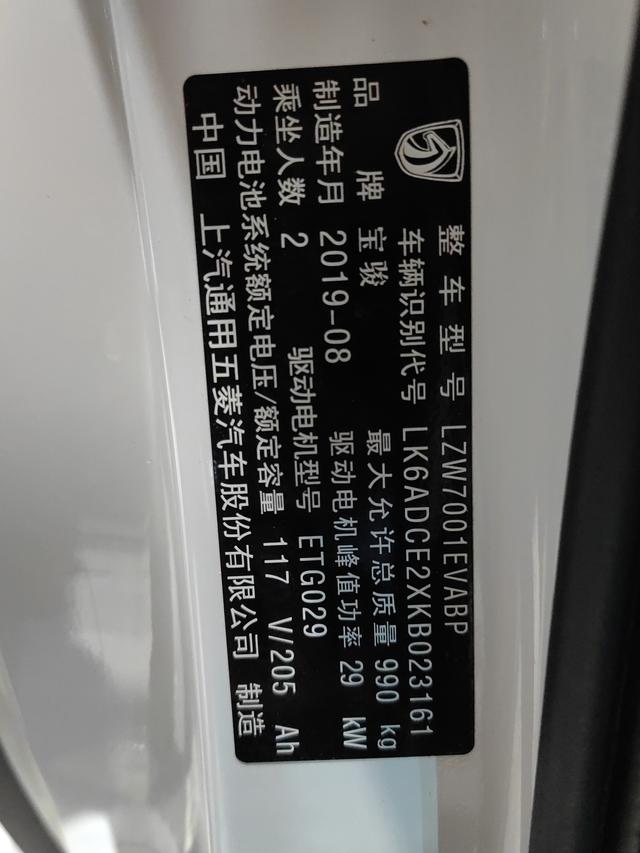 整车型号 LZW7001EVABP
车辆识别代号 LK6ADCE2XKB023161
品牌 宝骏 最大允许总质量 990 kg
制造年月 2019-08 驱动电机峰值功率 29 kW
乘坐人数 2 驱动电机型号 ETG029
动力电池系统额定电压/额定容量 117 V/205 Ah
中国 上汽通用五菱汽车股份有限公司 制造